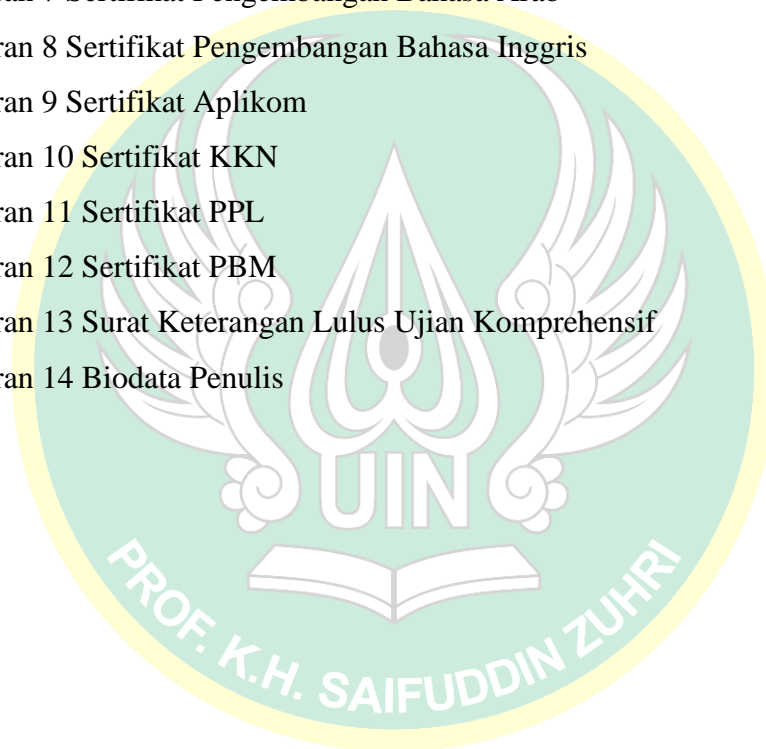 ran 7 Sertifikat Pengembangan Bahasa Arab
ran 8 Sertifikat Pengembangan Bahasa Inggris
ran 9 Sertifikat Aplikom
ran 10 Sertifikat KKN
ran 11 Sertifikat PPL
ran 12 Sertifikat PBM
ran 13 Surat Keterangan Lulus Ujian Komprehensif
ran 14 Biodata Penulis
UIN
PROF. K.H. SAIFUDDIN ZUHRI